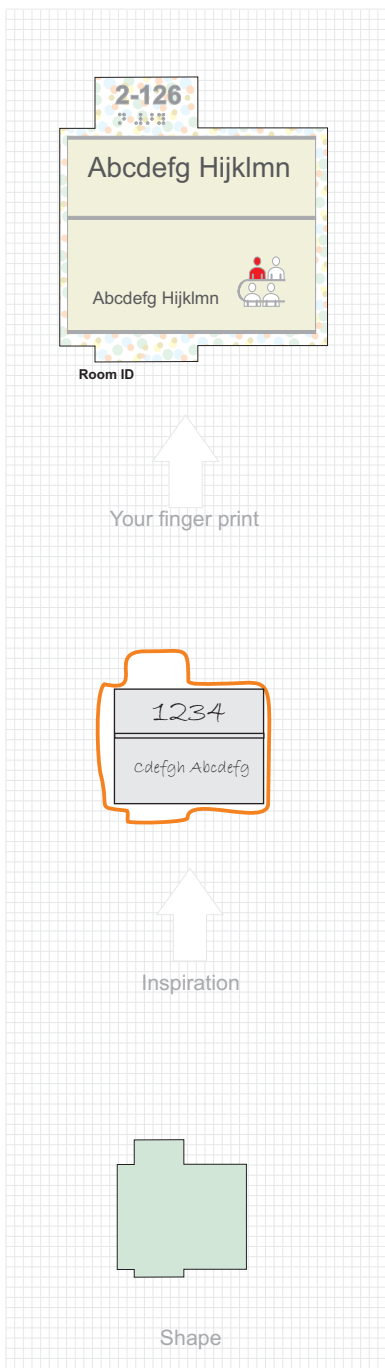 2-126
Abcdefg Hijklmn
Abcdefg Hijklmn
Room ID
Your finger print
1234
Cdefgh Abcdefg
Inspiration
Shape